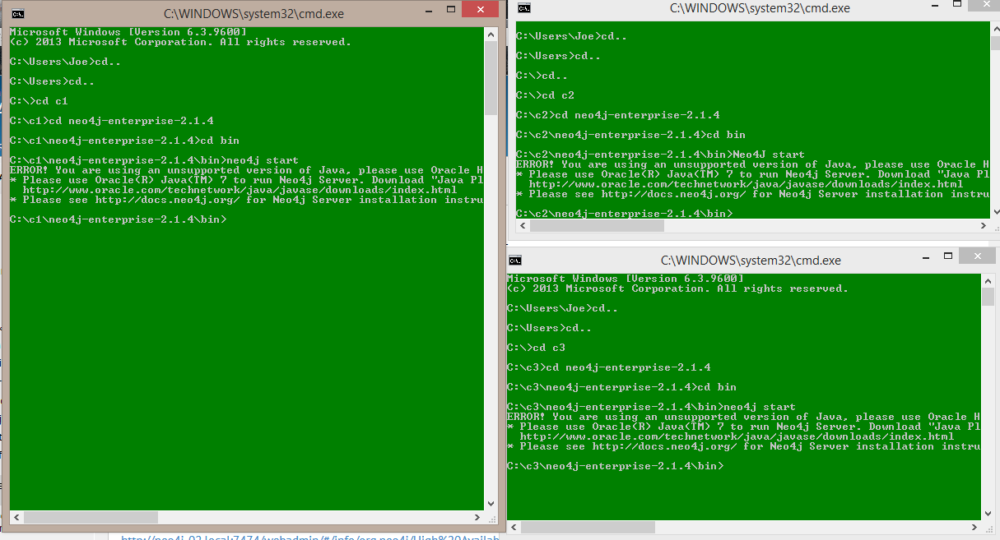 C:\WINDOWS\system32\cmd.exe
Microsoft Windows [Version 6.3.9600]
(c) 2013 Microsoft Corporation. All rights reserved.
C:\Users\Joe>cd..
C:\Users>cd..
C:\>cd c1
C:\c1>cd neo4j-enterprise-2.1.4
C:\c1\neo4j-enterprise-2.1.4>cd bin
C:\c1\neo4j-enterprise-2.1.4\bin>neo4j start
ERROR! You are using an unsupported version of Java, please use Oracle H
* Please use Oracle(R) Java(TM) 7 to run Neo4j Server. Download "Java Pl
http://www.oracle.com/technetwork/java/javase/downloads/index.html
* Please see http://docs.neo4j.org/ for Neo4j Server installation instru
C:\c1\neo4j-enterprise-2.1.4\bin>
C:\WINDOWS\system32\cmd.exe
C:\Users\Joe>cd..
C:\Users>cd..
C:\>cd..
C:\>cd c2
C:\c2>cd neo4j-enterprise-2.1.4
C:\c2\neo4j-enterprise-2.1.4>cd bin
C:\c2\neo4j-enterprise-2.1.4\bin>Neo4J start
ERROR! You are using an unsupported version of Java, please use Oracle H
* Please use Oracle(R) Java(TM) 7 to run Neo4j Server. Download "Java Pl
http://www.oracle.com/technetwork/java/javase/downloads/index.html
* Please see http://docs.neo4j.org/ for Neo4j Server installation instru
C:\c2\neo4j-enterprise-2.1.4\bin>
C:\WINDOWS\system32\cmd.exe
Microsoft Windows [Version 6.3.9600]
(c) 2013 Microsoft Corporation. All rights reserved.
C:\Users\Joe>cd..
C:\Users>cd..
C:\>cd c3
C:\c3>cd neo4j-enterprise-2.1.4
C:\c3\neo4j-enterprise-2.1.4>cd bin
C:\c3\neo4j-enterprise-2.1.4\bin>neo4j start
ERROR! You are using an unsupported version of Java, please use Oracle H
* Please use Oracle(R) Java(TM) 7 to run Neo4j Server. Download "Java Pl
http://www.oracle.com/technetwork/java/javase/downloads/index.html
* Please see http://docs.neo4j.org/ for Neo4j Server installation instru
C:\c3\neo4j-enterprise-2.1.4\bin>
http://neo4j-02.local:7474/webadmin/#/info/org.neo4j/High%20Availab